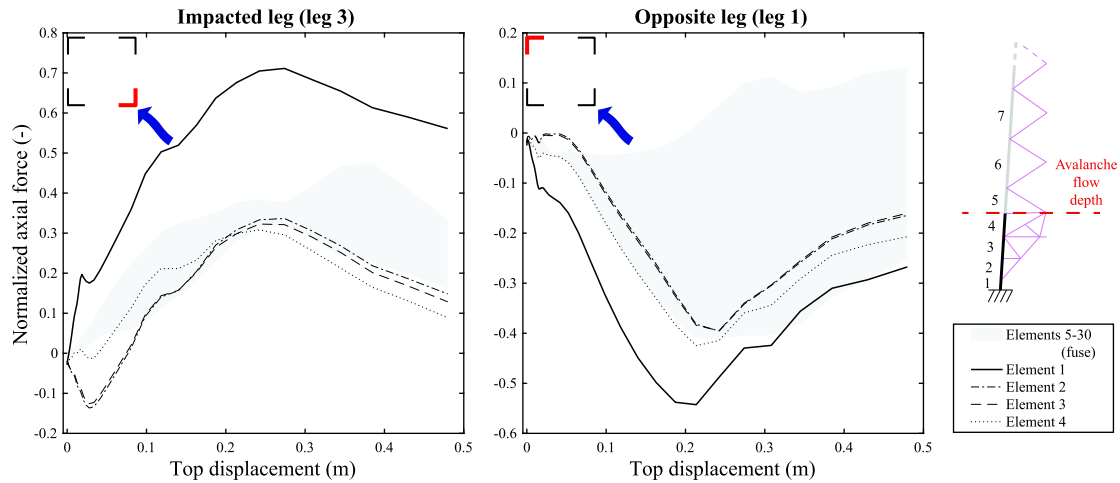 Impacted leg (leg 3)
Normalized axial force (-)
0.8
0.7
0.6
0.5
0.4
0.3
0.2
0.1
0
-0.1
-0.2
0
0.1
0.2
0.3
0.4
0.5
Top displacement (m)
Opposite leg (leg 1)
0.2
0.1
0
-0.1
-0.2
-0.3
-0.4
-0.5
-0.6
0
0.1
0.2
0.3
0.4
0.5
Top displacement (m)
7
6
5
4
3
2
1
Avalanche
flow
depth
Elements 5-30
(fuse)
Element 1
Element 2
Element 3
Element 4